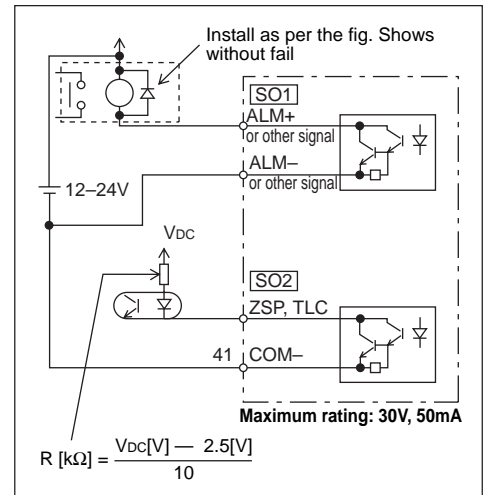 Install as per the fig. Shows
without fail
SO1
ALM+
or other signal
ALM–
or other signal
12–24V
VDC
SO2
ZSP, TLC
41 COM–
Maximum rating: 30V, 50mA
R [kΩ] = VDC[V] — 2.5[V]
10